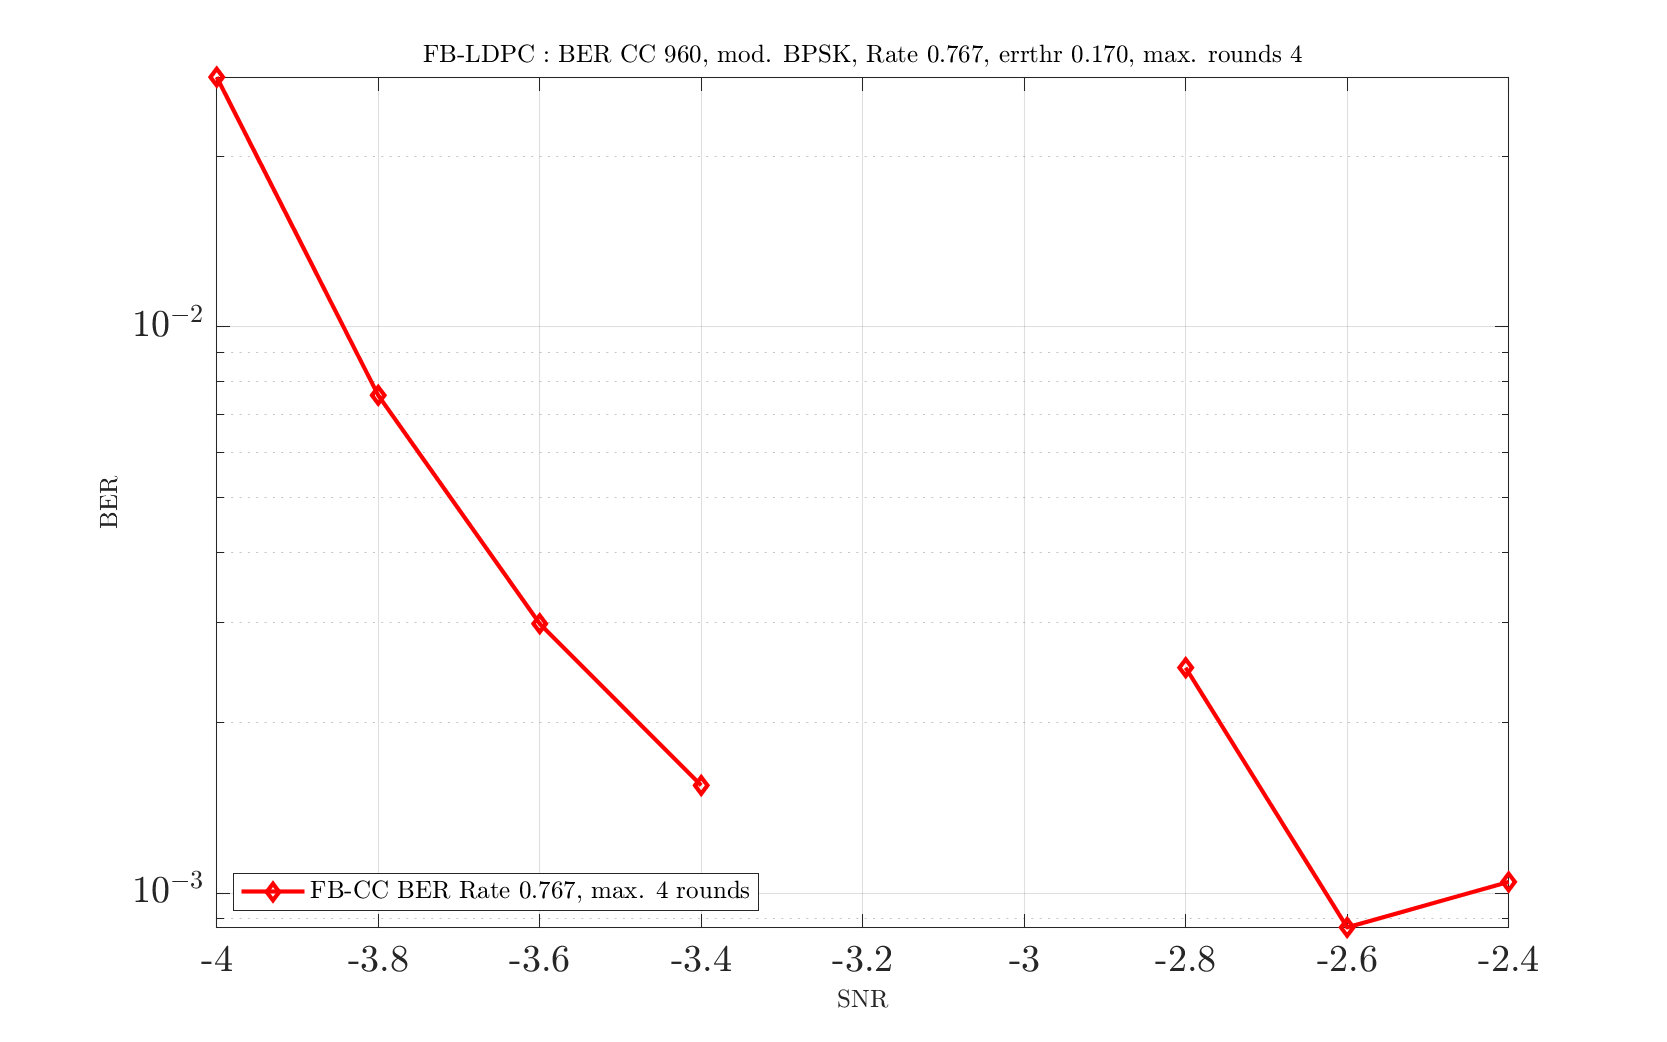 FB-LDPC : BER CC 960, mod. BPSK, Rate 0.767, errthr 0.170, max. rounds 4
10⁻²
BER
10⁻³
FB-CC BER Rate 0.767, max. 4 rounds
-4 -3.8 -3.6 -3.4 -3.2 -3 -2.8 -2.6 -2.4
SNR